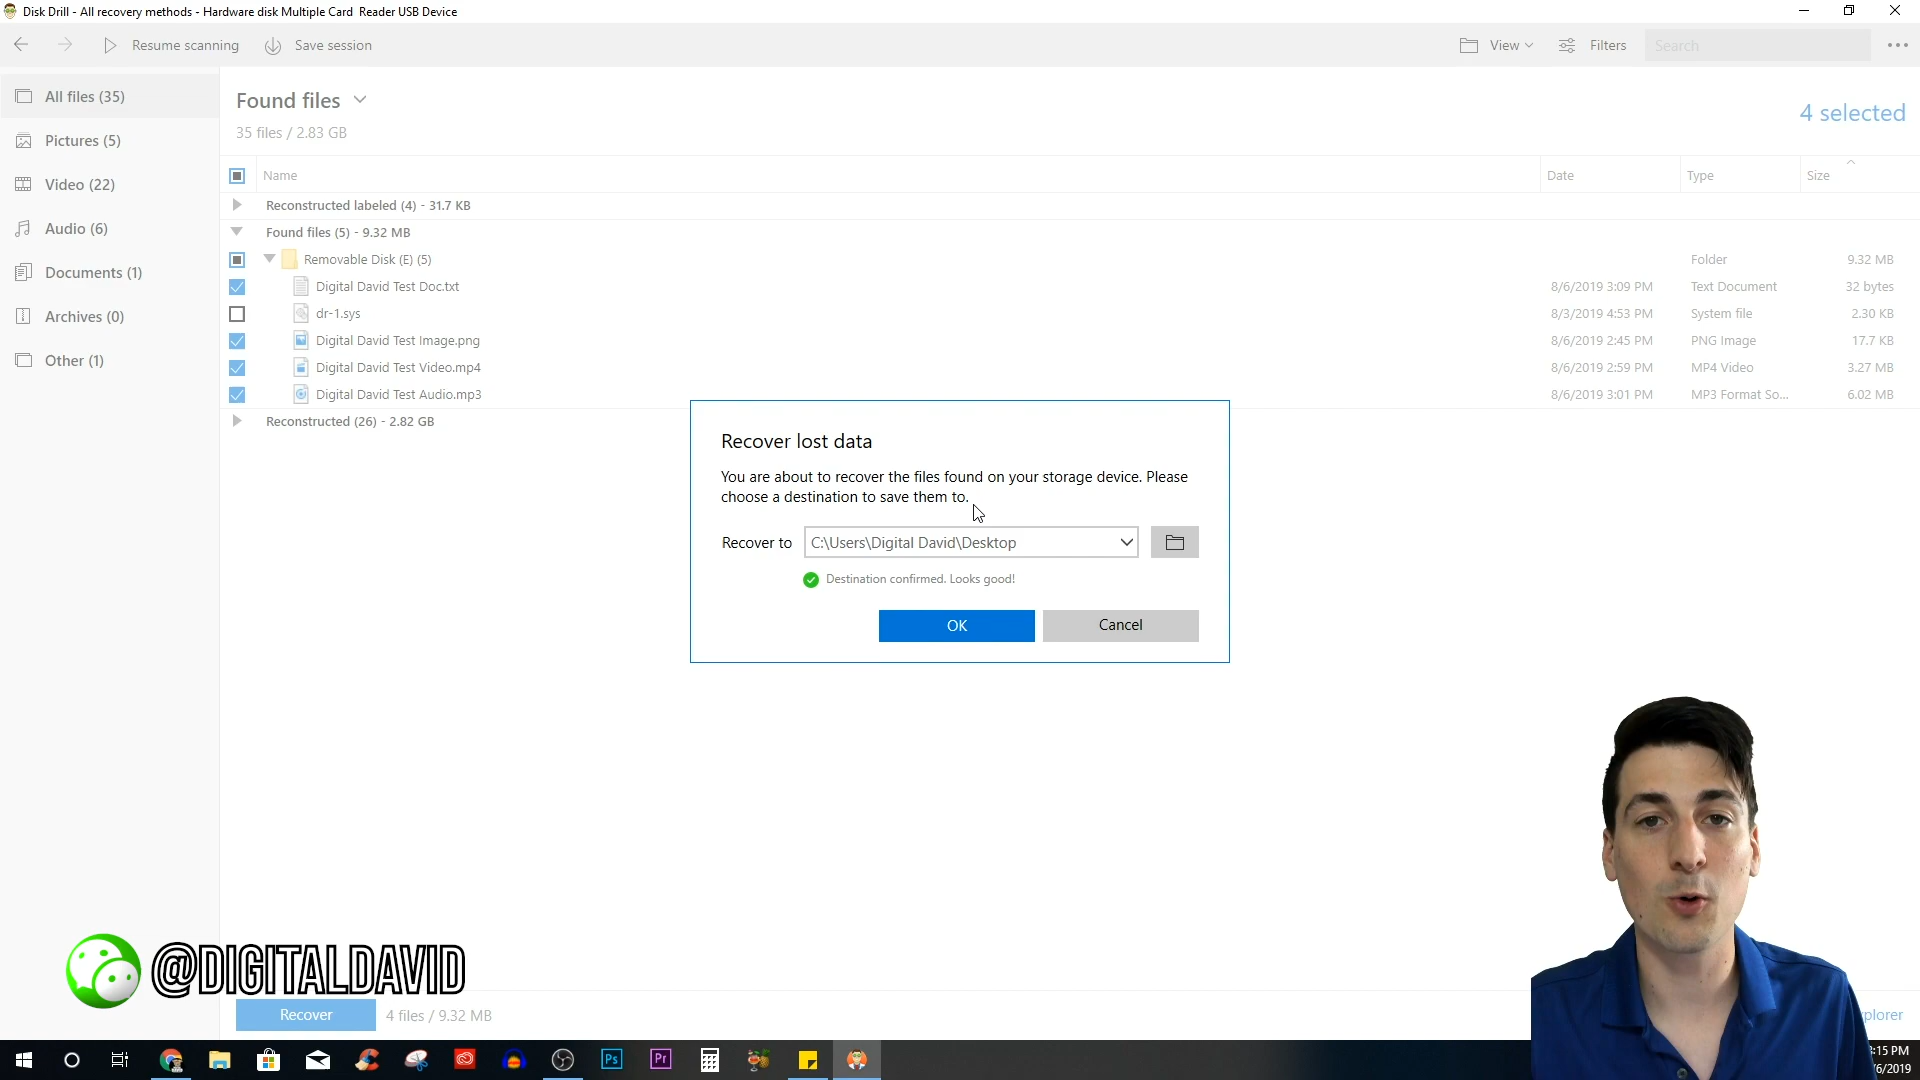 Disk Drill - All recovery methods - Hardware disk Multiple Card Reader USB Device
Resume scanning
Save session
View
Filters
Search
All files (35)
Pictures (5)
Video (22)
Audio (6)
Documents (1)
Archives (0)
Other (1)
Found files
35 files / 2.83 GB
4 selected
Name Date Type Size
Reconstructed labeled (4) - 31.7 KB
Found files (5) - 9.32 MB
Removable Disk (E) (5) Folder 9.32 MB
Digital David Test Doc.txt 8/6/2019 3:09 PM Text Document 32 bytes
dr-1.sys 8/3/2019 4:53 PM System file 2.30 KB
Digital David Test Image.png 8/6/2019 2:45 PM PNG Image 17.7 KB
Digital David Test Video.mp4 8/6/2019 2:59 PM MP4 Video 3.27 MB
Digital David Test Audio.mp3 8/6/2019 3:01 PM MP3 Format So... 6.02 MB
Reconstructed (26) - 2.82 GB
Recover lost data
You are about to recover the files found on your storage device. Please
choose a destination to save them to.
Recover to C:\Users\Digital David\Desktop
Destination confirmed. Looks good!
OK
Cancel
@DIGITALDAVID
Recover
4 files / 9.32 MB
plorer
Ps
Pr
:15 PM
/6/2019